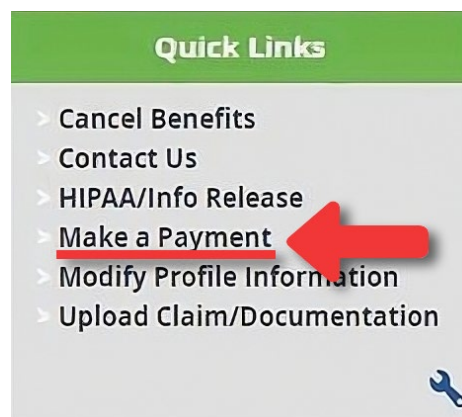 Quick Links
Cancel Benefits
Contact Us
HIPAA/Info Release
Make a Payment
Modify Profile Information
Upload Claim/Documentation